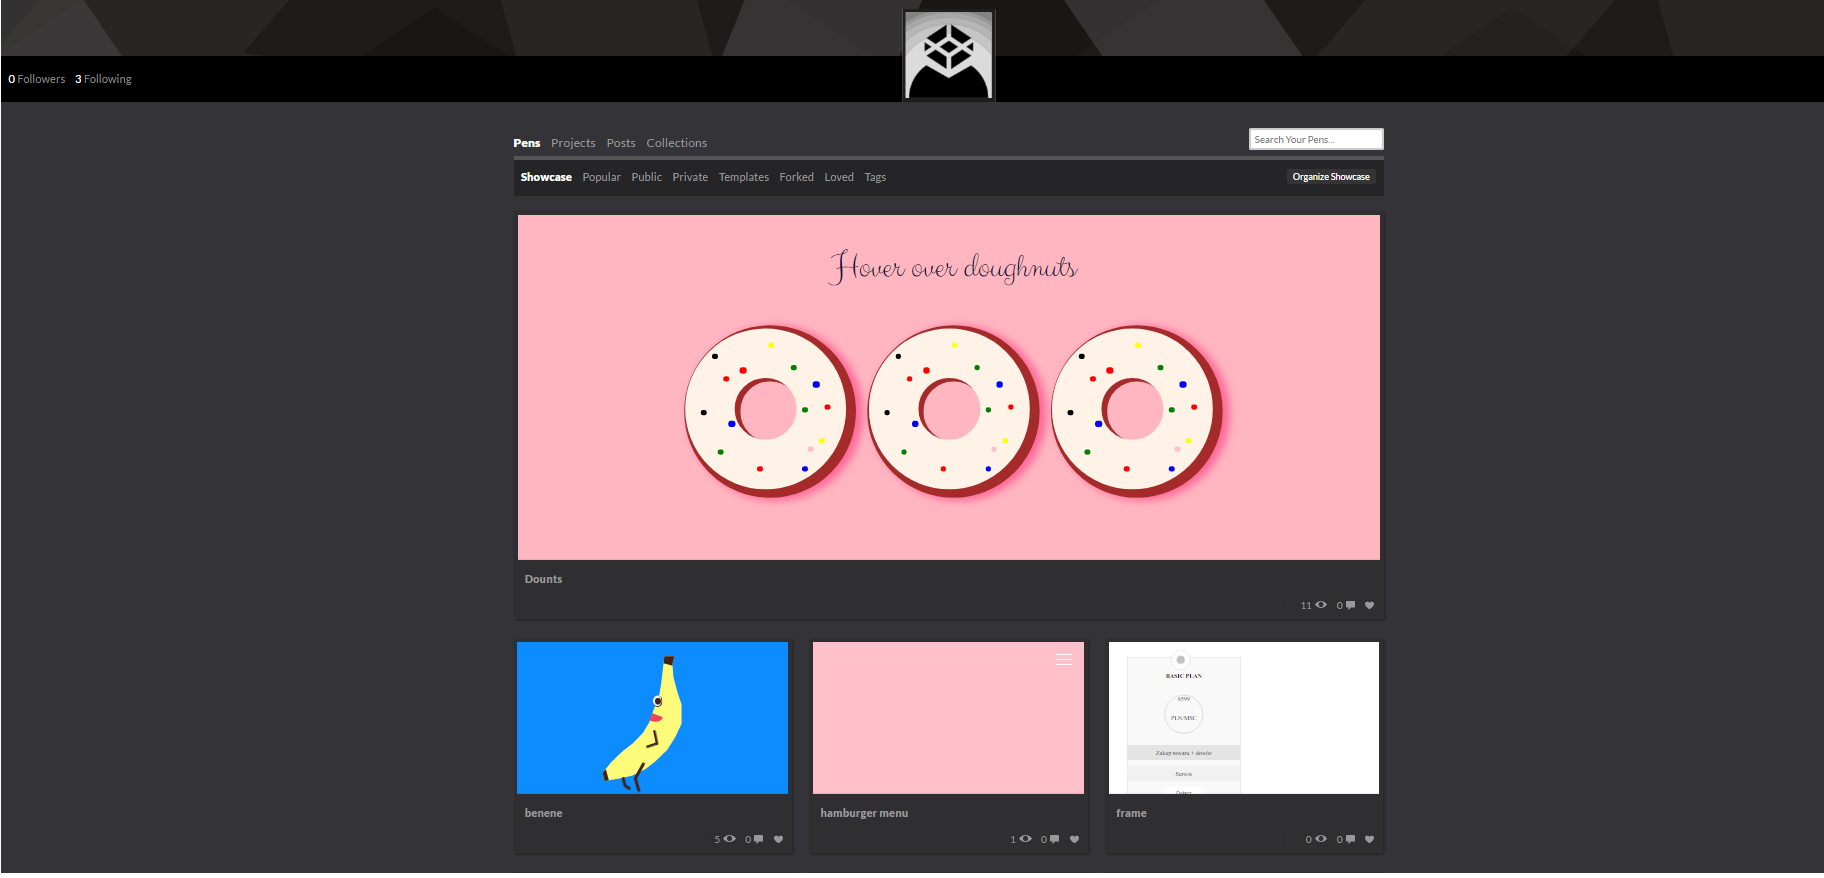 0 Followers 3 Following
Pens Projects Posts Collections
Search Your Pens...
Showcase Popular Public Private Templates Forked Loved Tags
Organize Showcase
Hover over doughnuts
Dounts
11 0
BASIC PLAN
PLN/MSC
Zakup towaru + dowóz
Serwis
benene
5 0
hamburger menu
1 0
frame
0 0